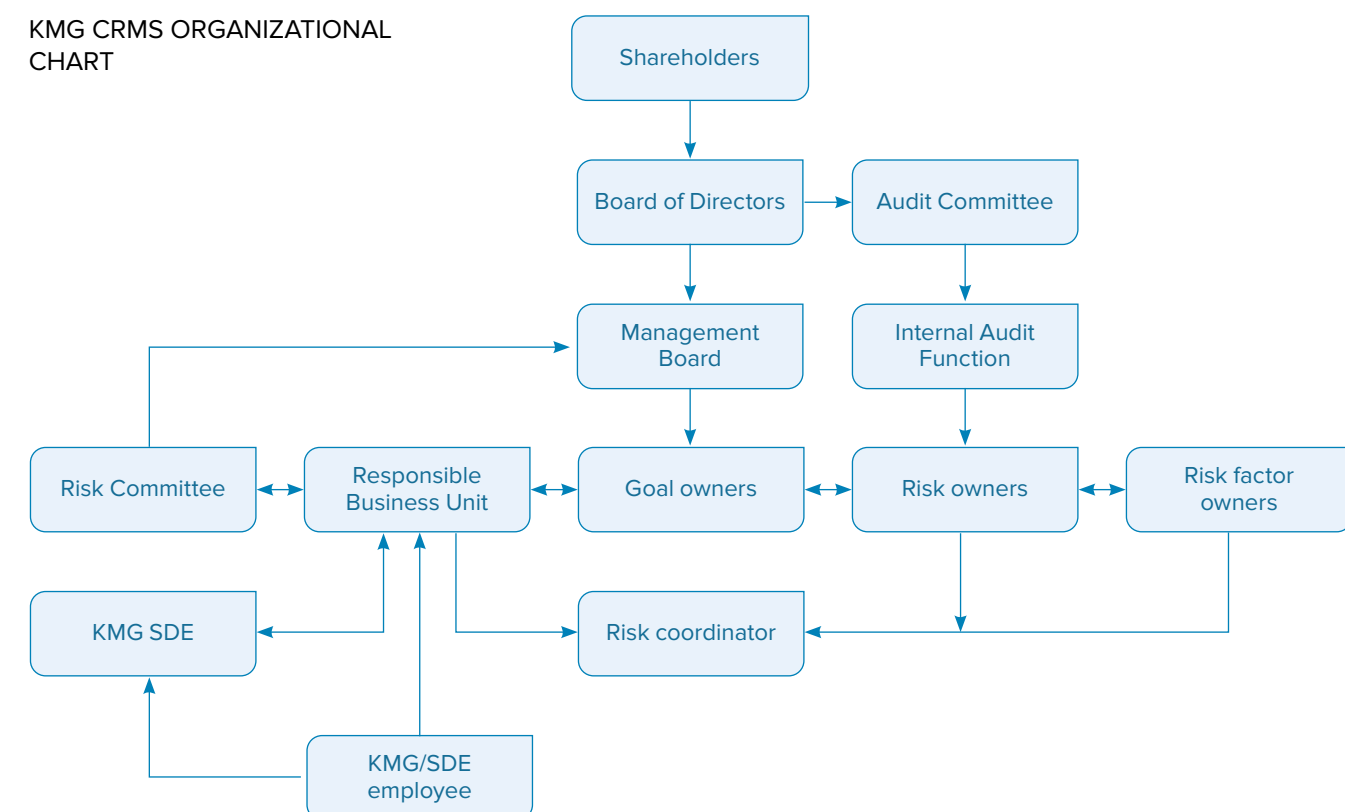 KMG CRMS ORGANIZATIONAL
CHART
Shareholders
Board of Directors
Audit Committee
Management
Board
Internal Audit
Function
Risk Committee
Responsible
Business Unit
Goal owners
Risk owners
Risk factor
owners
KMG SDE
Risk coordinator
KMG/SDE
employee